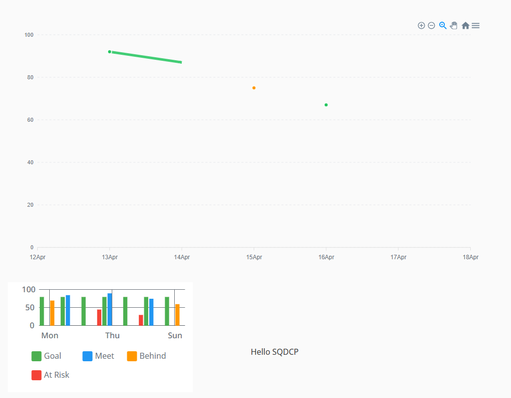 100
80
60
40
20
0
12Apr 13Apr 14Apr 15Apr 16Apr 17Apr 18Apr
100
50
0
Mon Thu Sun
Goal Meet Behind
At Risk
Hello SQDCP